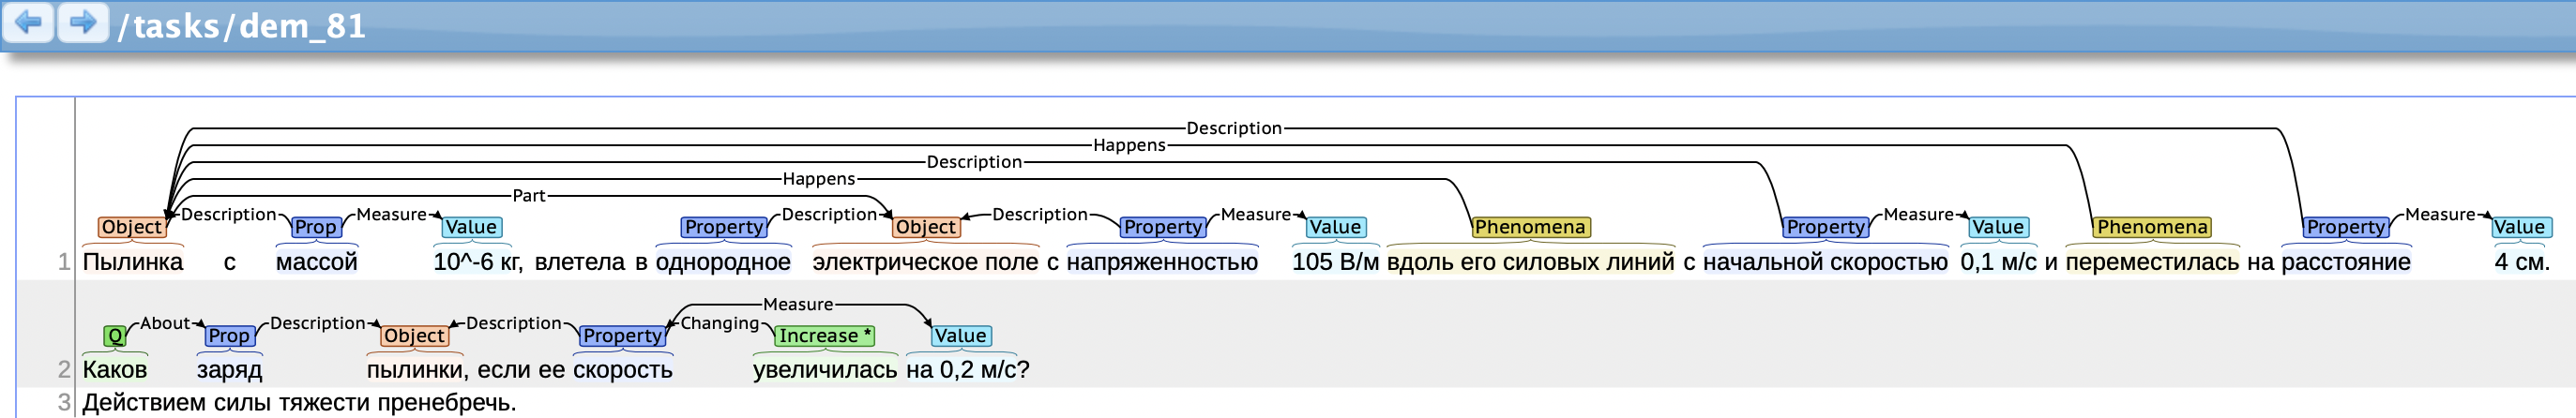 /tasks/dem_81
Description
Happens
Description
Happens
Part
Object Description Prop Measure Value Property Description Object Description Property Measure Value Phenomena Property Measure Value Phenomena Property Measure Value
1 Пылинка с массой 10^-6 кг, влетела в однородное электрическое поле с напряженностью 105 В/м вдоль его силовых линий с начальной скоростью 0,1 м/с и переместилась на расстояние 4 см.
Measure
Q About Prop Description Object Description Property Changing Increase * Value
2 Каков заряд пылинки, если ее скорость увеличилась на 0,2 м/с?
3 Действием силы тяжести пренебречь.